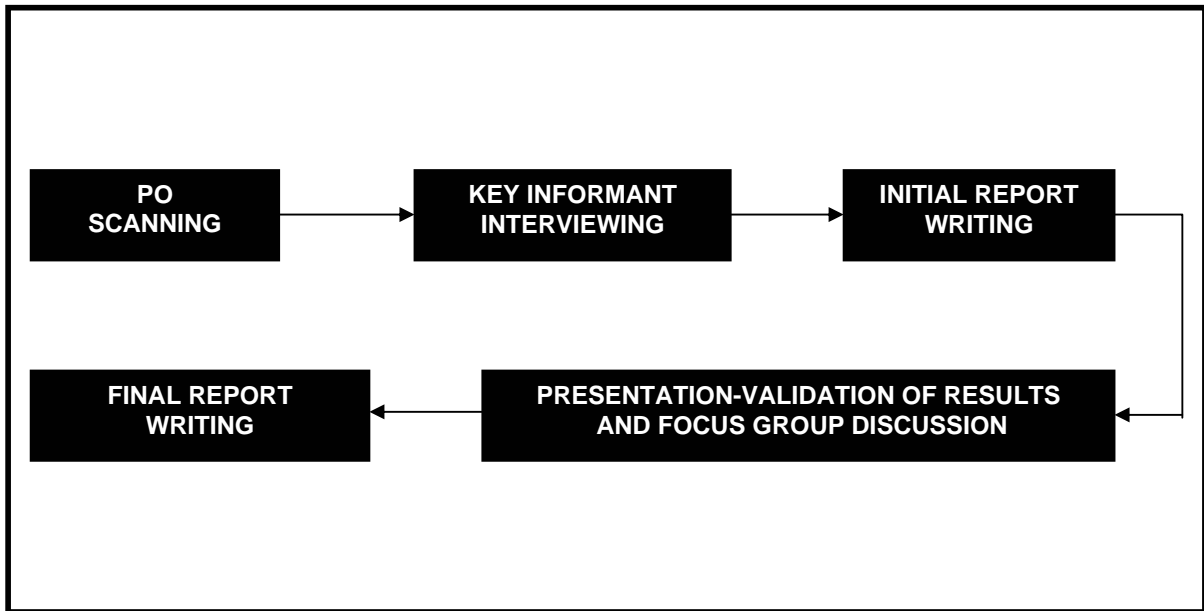 PO
SCANNING
KEY INFORMANT
INTERVIEWING
INITIAL REPORT
WRITING
PRESENTATION-VALIDATION OF RESULTS
AND FOCUS GROUP DISCUSSION
FINAL REPORT
WRITING